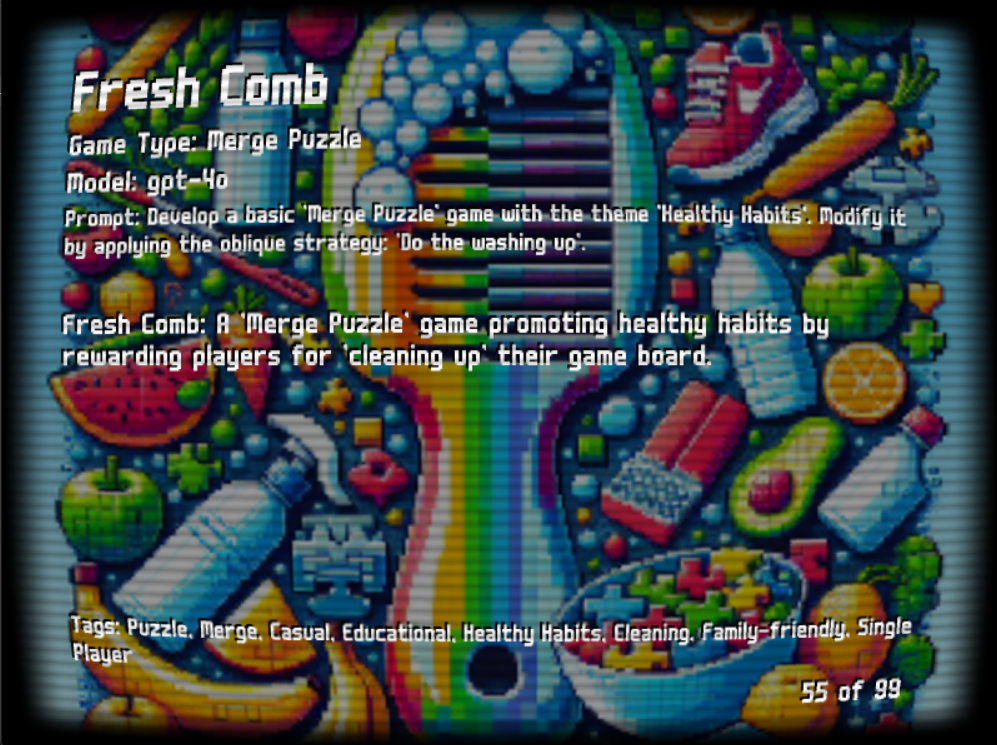 Fresh Comb
Game Type: Merge Puzzle
Model: gpt-4o
Prompt: Develop a basic 'Merge Puzzle' game with the theme 'Healthy Habits'. Modify it
by applying the oblique strategy: 'Do the washing up'.
Fresh Comb: A 'Merge Puzzle' game promoting healthy habits by
rewarding players for 'cleaning up' their game board.
Tags: Puzzle, Merge, Casual, Educational, Healthy Habits, Cleaning, Family-friendly, Single
Player
55 of 99